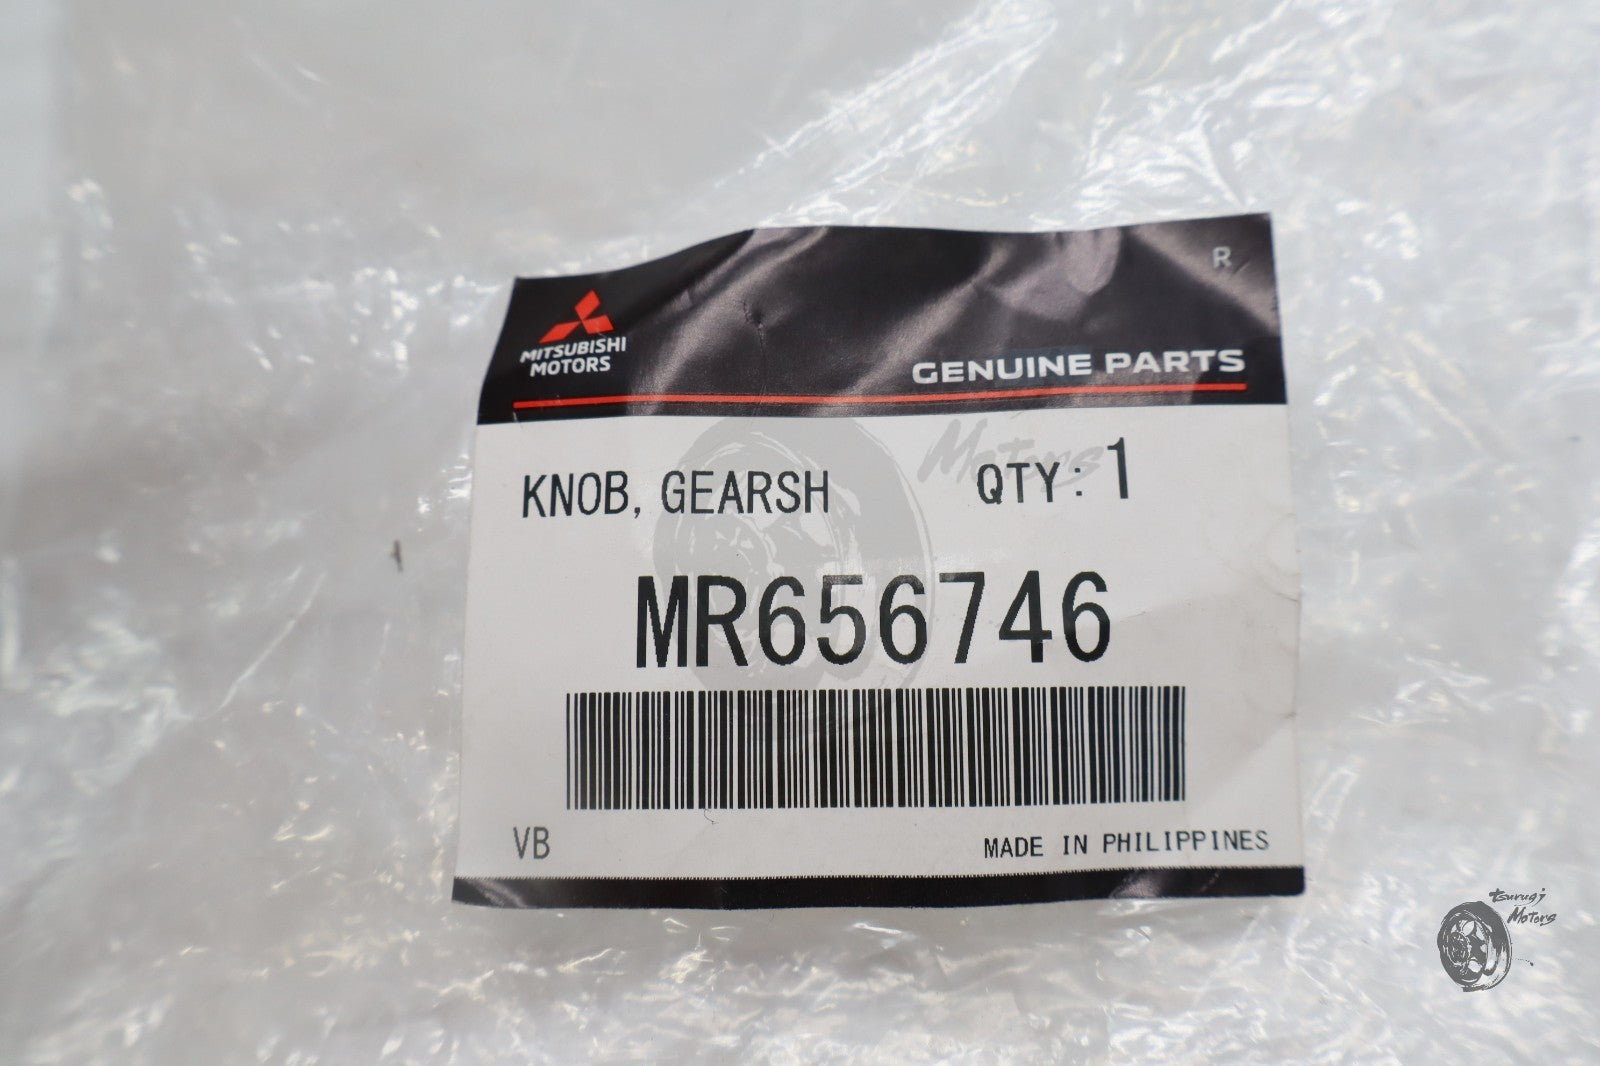 R
MITSUBISHI
MOTORS
GENUINE PARTS
KNOB, GEARSH QTY: 1
Motors
MR656746
VB MADE IN PHILIPPINES
tsurugi
Motors